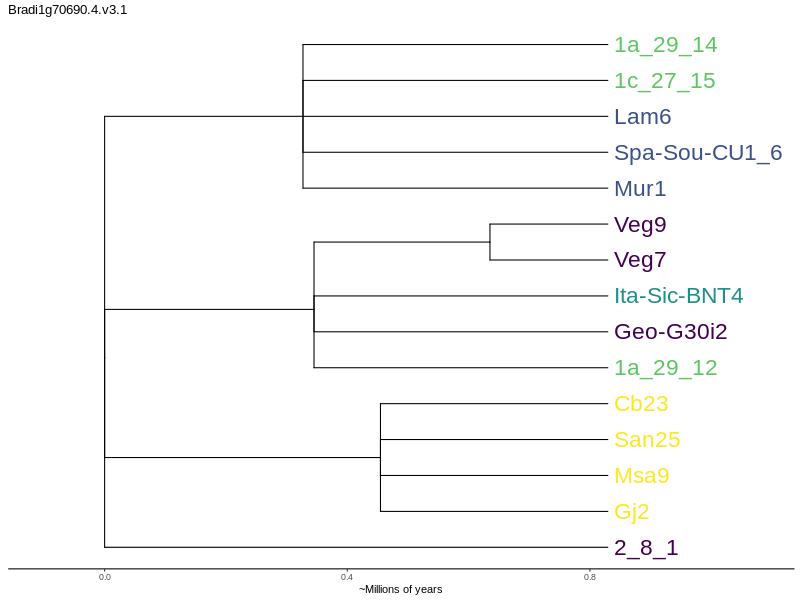 Bradi1g70690.4.v3.1
1a_29_14
1c_27_15
Lam6
Spa-Sou-CU1_6
Mur1
Veg9
Veg7
Ita-Sic-BNT4
Geo-G30i2
1a_29_12
Cb23
San25
Msa9
Gj2
2_8_1
0.0 0.4 0.8
~Millions of years